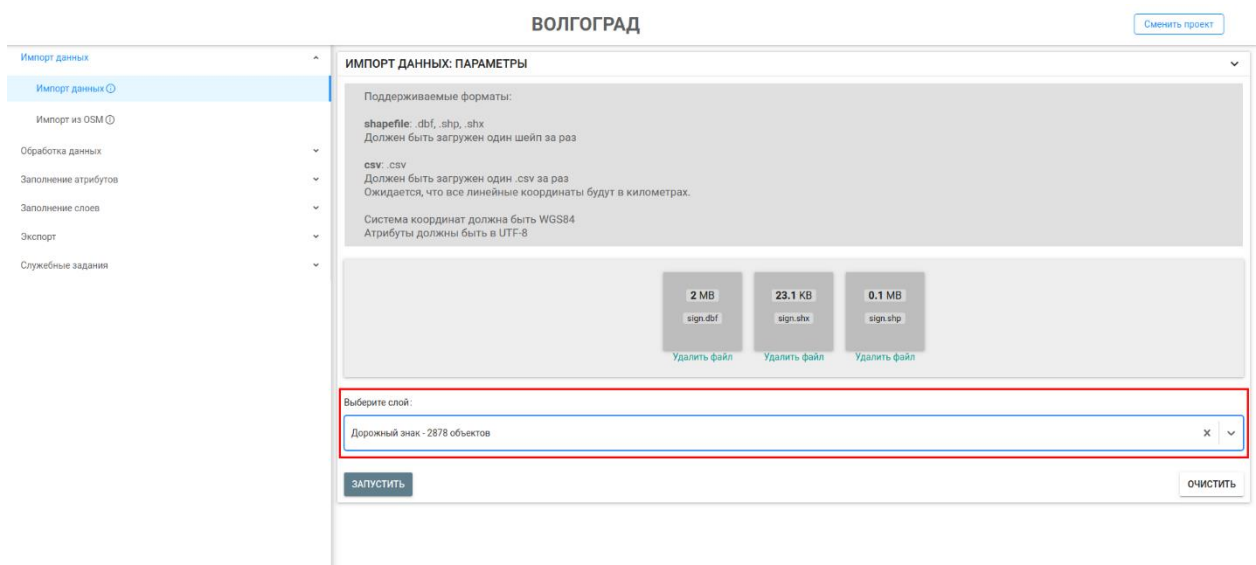 ВОЛГОГРАД
Сменить проект
Импорт данных
Импорт данных
Импорт из OSM
Обработка данных
Заполнение атрибутов
Заполнение слоев
Экспорт
Служебные задания
ИМПОРТ ДАННЫХ: ПАРАМЕТРЫ
Поддерживаемые форматы:
shapefile: .dbf, .shp, .shx
Должен быть загружен один шейп за раз
csv: .csv
Должен быть загружен один .csv за раз
Ожидается, что все линейные координаты будут в километрах.
Система координат должна быть WGS84
Атрибуты должны быть в UTF-8
2 MB
sign.dbf
Удалить файл
23.1 KB
sign.shx
Удалить файл
0.1 MB
sign.shp
Удалить файл
Выберите слой:
Дорожный знак - 2878 объектов
ЗАПУСТИТЬ
ОЧИСТИТЬ